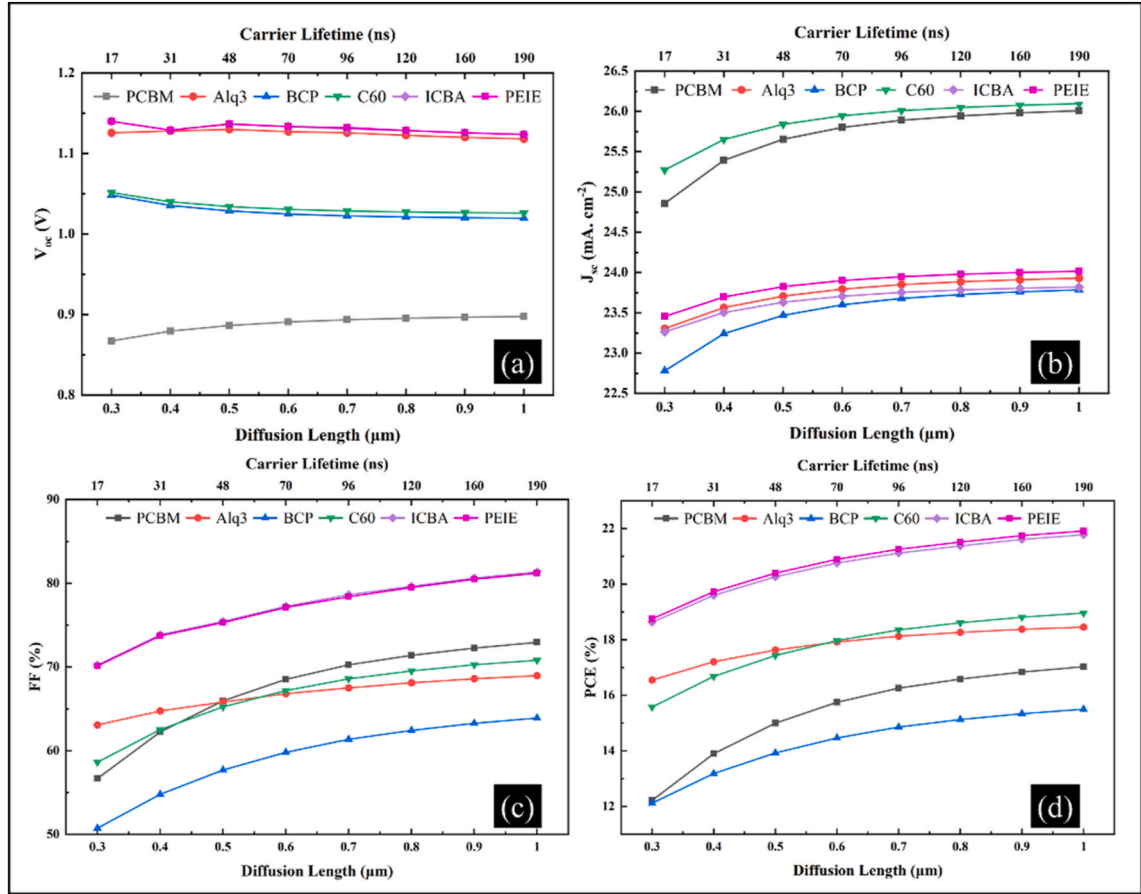 Carrier Lifetime (ns)
17 31 48 70 96 120 160 190
1.2
1.1
1.0
0.9
0.8
V_oc (V)
PCBM Alq3 BCP C60 ICBA PEIE
(a)
0.3 0.4 0.5 0.6 0.7 0.8 0.9 1
Diffusion Length (μm)
Carrier Lifetime (ns)
17 31 48 70 96 120 160 190
26.5
26.0
25.5
25.0
24.5
24.0
23.5
23.0
22.5
J_sc (mA. cm⁻²)
PCBM Alq3 BCP C60 ICBA PEIE
(b)
0.3 0.4 0.5 0.6 0.7 0.8 0.9 1
Diffusion Length (μm)
Carrier Lifetime (ns)
17 31 48 70 96 120 160 190
90
80
70
60
50
FF (%)
PCBM Alq3 BCP C60 ICBA PEIE
(c)
0.3 0.4 0.5 0.6 0.7 0.8 0.9 1
Diffusion Length (μm)
Carrier Lifetime (ns)
17 31 48 70 96 120 160 190
22
20
18
16
14
12
PCE (%)
PCBM Alq3 BCP C60 ICBA PEIE
(d)
0.3 0.4 0.5 0.6 0.7 0.8 0.9 1
Diffusion Length (μm)